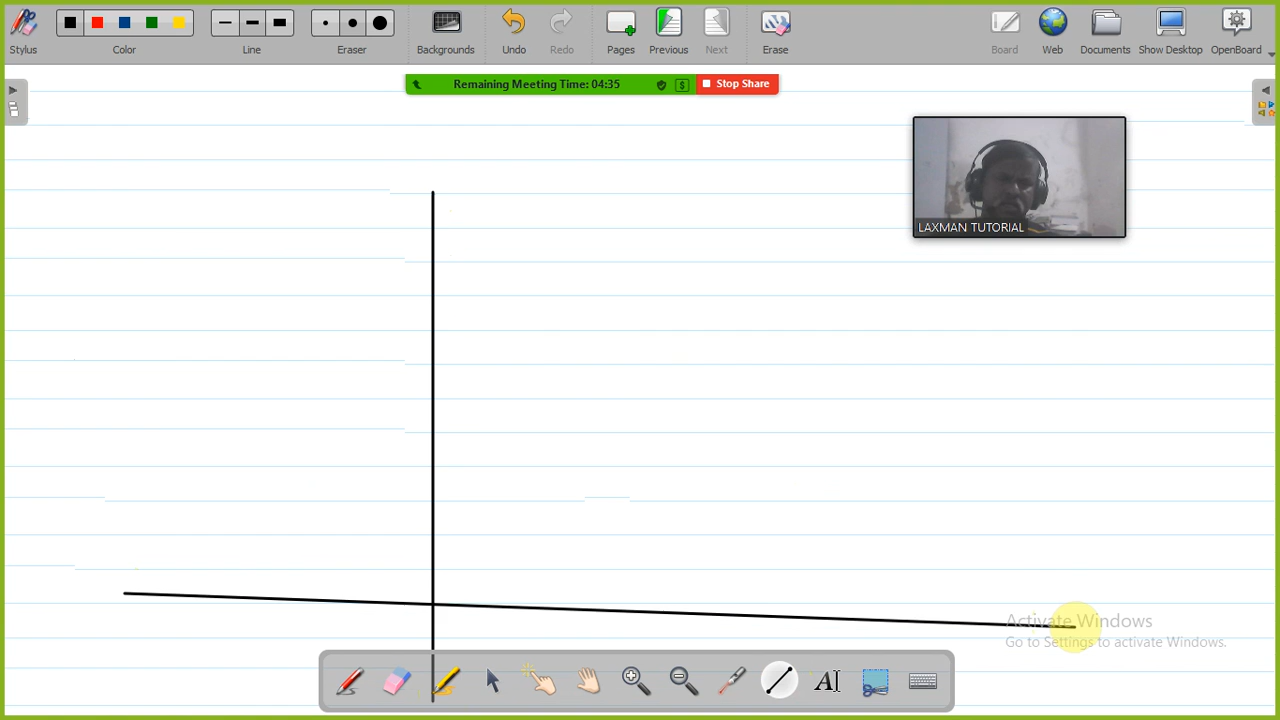 Stylus Color Line Eraser Backgrounds Undo Redo Pages Previous Next Erase Board Web Documents Show Desktop OpenBoard
Remaining Meeting Time: 04:35 Stop Share
LAXMAN TUTORIAL
Activate Windows
Go to Settings to activate Windows.